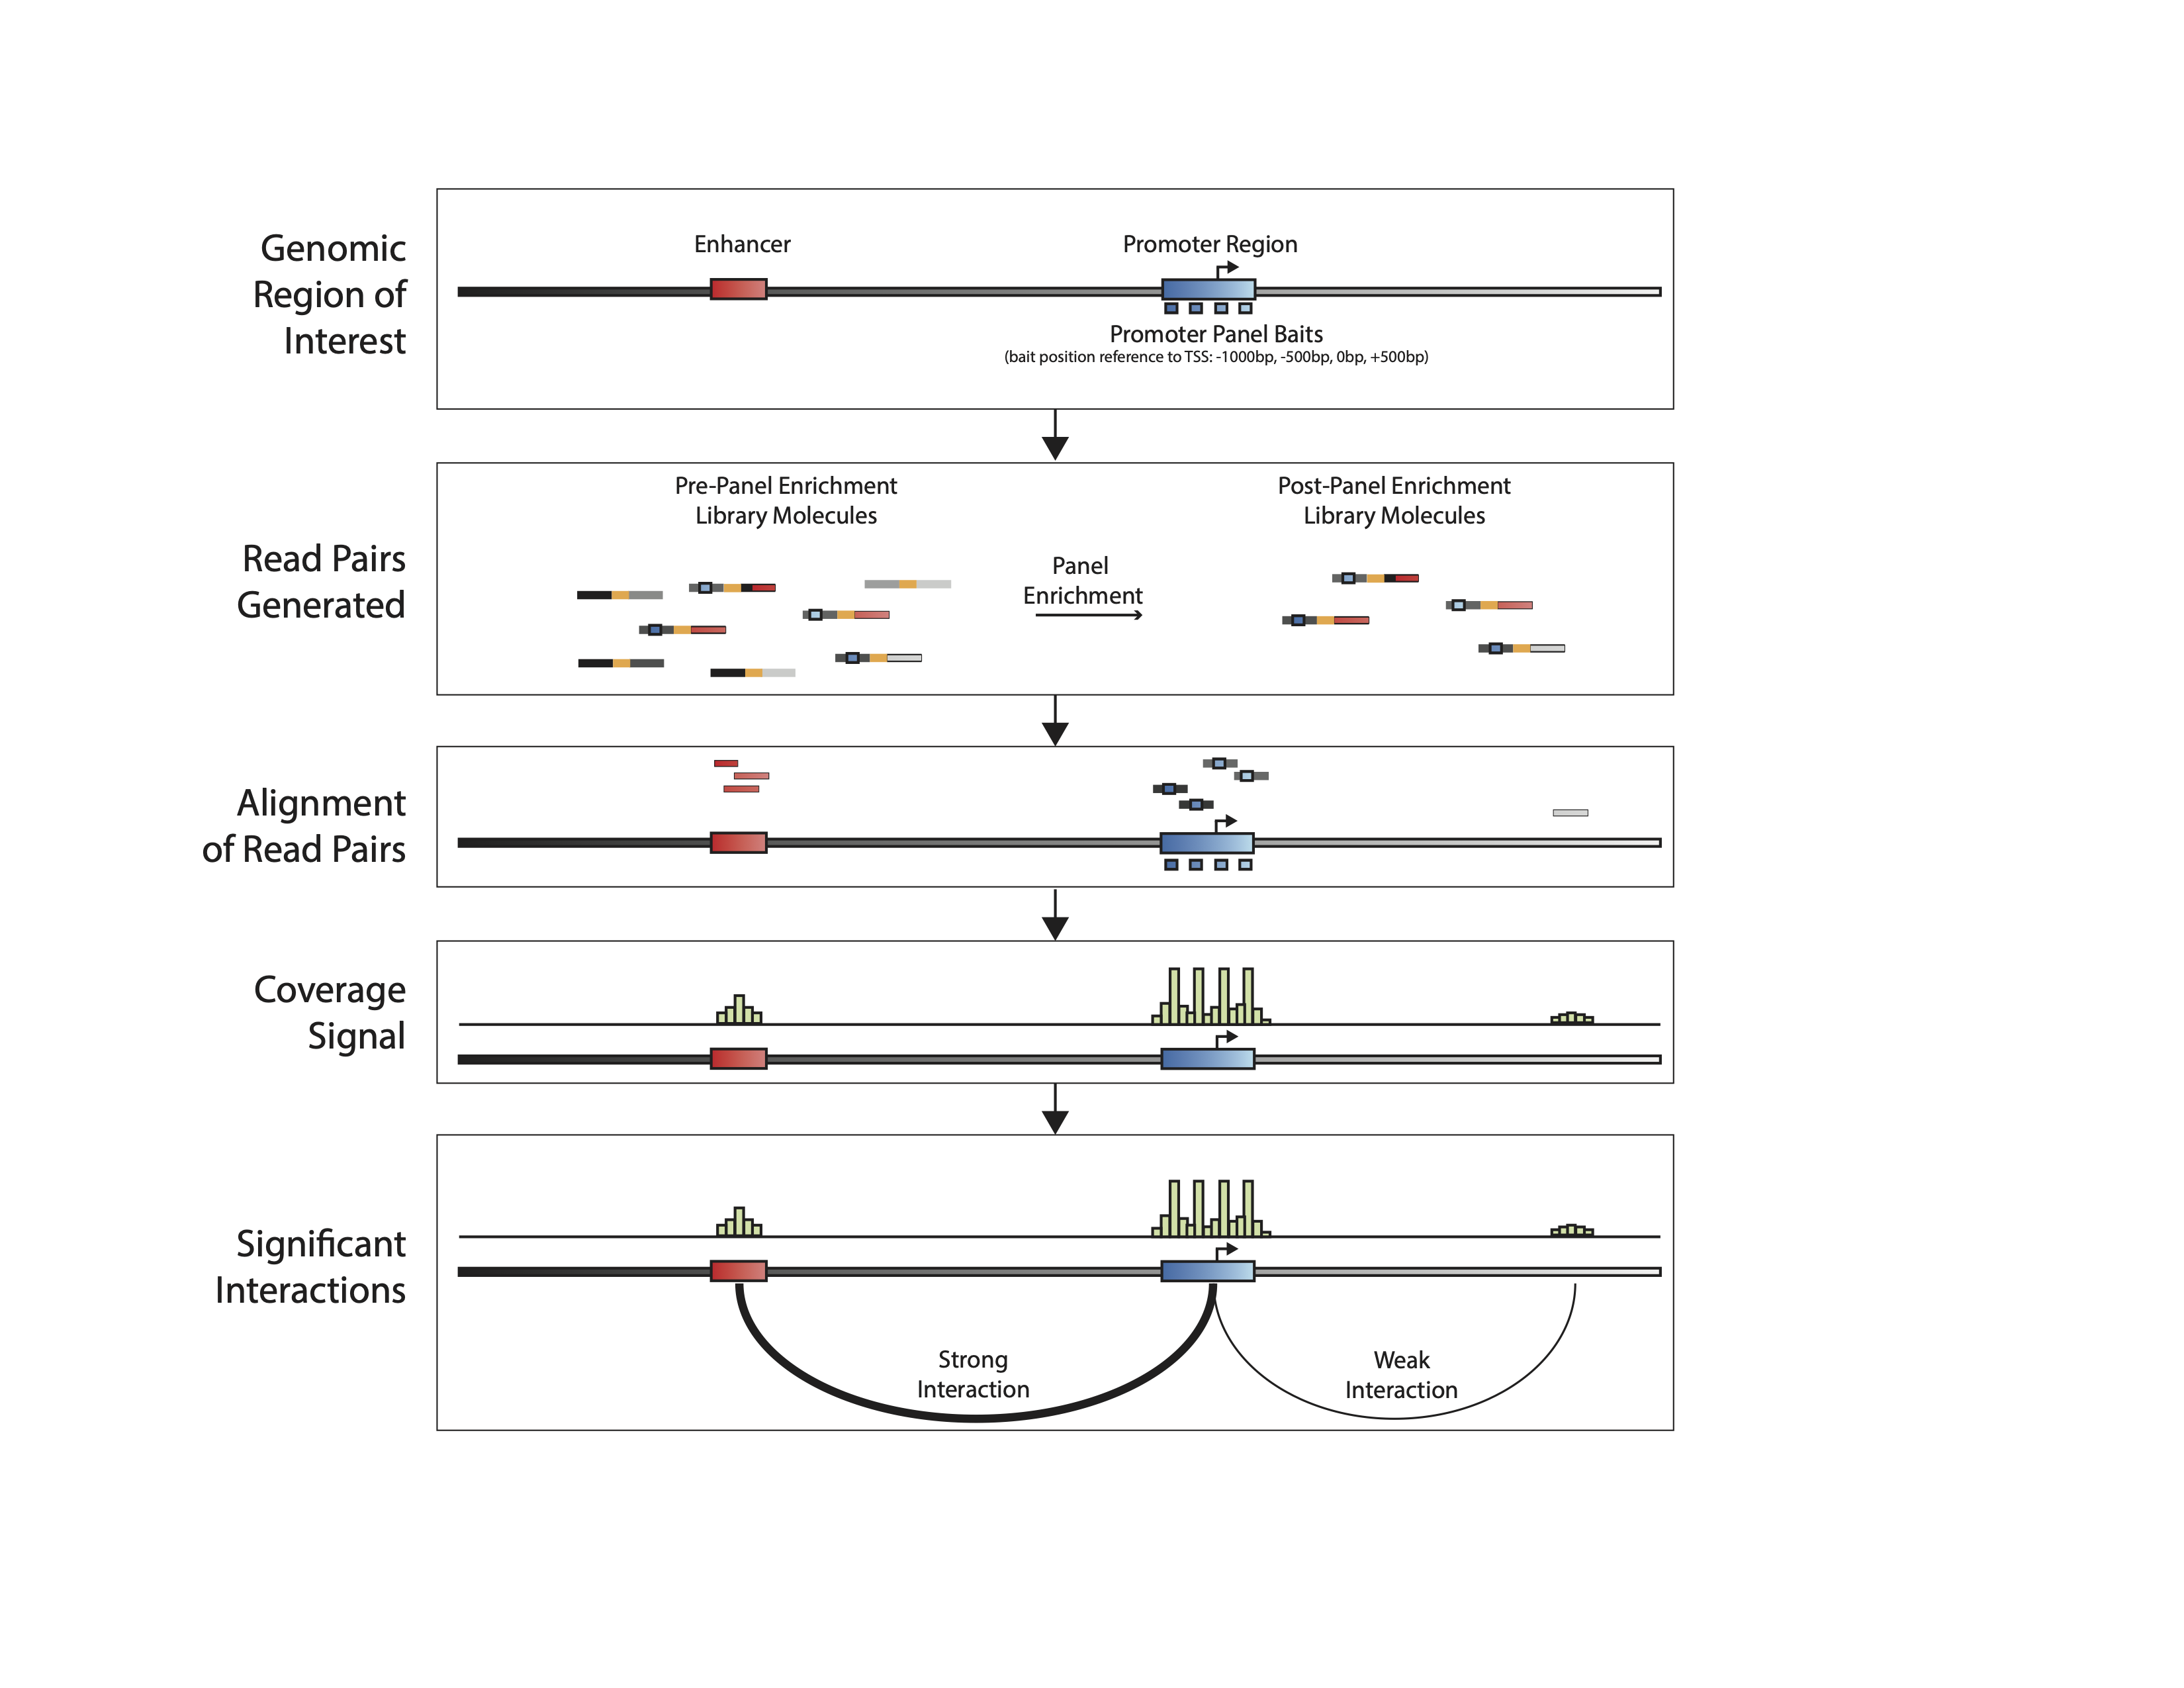 Genomic
Region of
Interest
Enhancer
Promoter Region
Promoter Panel Baits
(bait position reference to TSS: -1000bp, -500bp, 0bp, +500bp)
Read Pairs
Generated
Pre-Panel Enrichment
Library Molecules
Panel
Enrichment
Post-Panel Enrichment
Library Molecules
Alignment
of Read Pairs
Coverage
Signal
Significant
Interactions
Strong
Interaction
Weak
Interaction